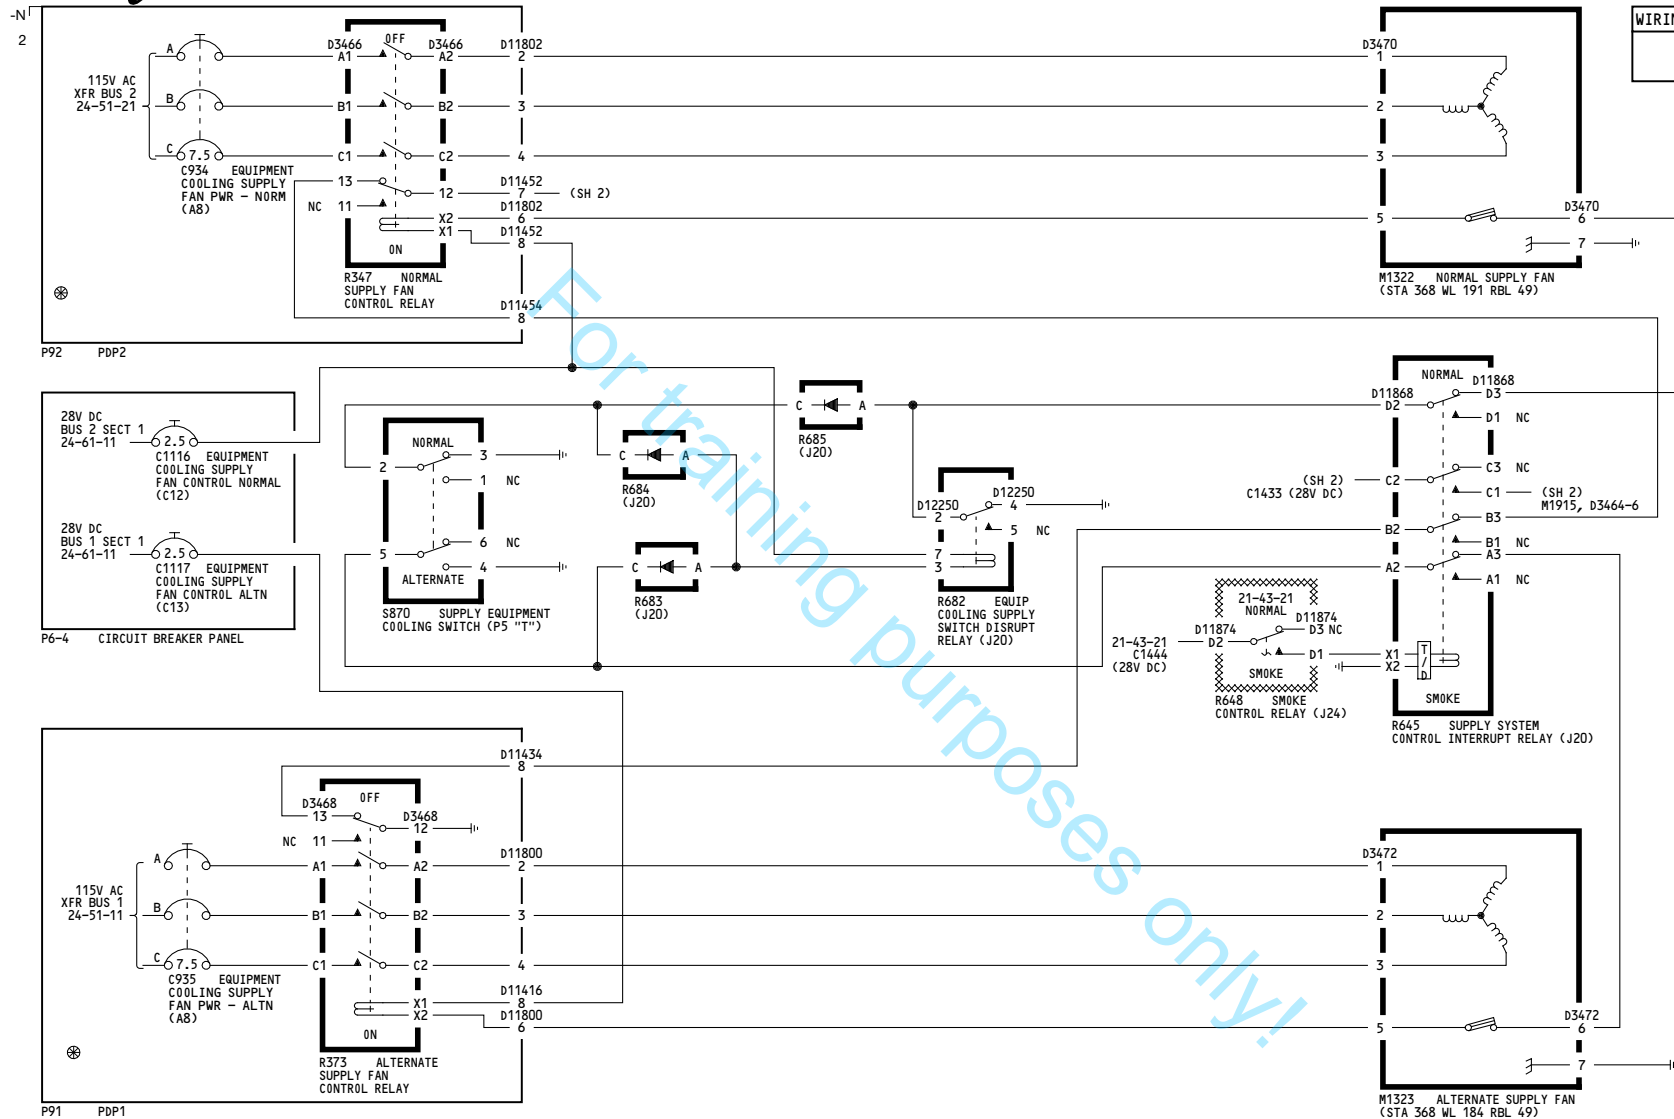 -N
2
WIRIN
115V AC
XFR BUS 2
24-51-21
A
B
C 7.5
C934 EQUIPMENT
COOLING SUPPLY
FAN PWR - NORM
(A8)
D3466 OFF D3466
A1 A2
B1 B2
C1 C2
13 12
NC 11
X2
X1
ON
R347 NORMAL
SUPPLY FAN
CONTROL RELAY
D11802
2
3
4
D11452
7 (SH 2)
D11802
6
D11452
8
D11454
8
P92 PDP2
D3470
1
2
3
5
D3470
6
7
M1322 NORMAL SUPPLY FAN
(STA 368 WL 191 RBL 49)
28V DC
BUS 2 SECT 1
24-61-11 2.5
C1116 EQUIPMENT
COOLING SUPPLY
FAN CONTROL NORMAL
(C12)
28V DC
BUS 1 SECT 1
24-61-11 2.5
C1117 EQUIPMENT
COOLING SUPPLY
FAN CONTROL ALTN
(C13)
P6-4 CIRCUIT BREAKER PANEL
NORMAL
2 3
1 NC
6 NC
5 4
ALTERNATE
S870 SUPPLY EQUIPMENT
COOLING SWITCH (P5 "T")
C A
R685
(J20)
C A
R684
(J20)
C A
R683
(J20)
D12250 D12250
2 4
5 NC
7
3
R682 EQUIP
COOLING SUPPLY
SWITCH DISRUPT
RELAY (J20)
NORMAL
D11868 D11868
D2 D3
D1 NC
(SH 2)
C1433 (28V DC)
C2 C3 NC
C1 (SH 2)
M1915, D3464-6
B2 B3
B1 NC
A2 A3
A1 NC
21-43-21
NORMAL
D11874 D11874
D2 D3 NC
21-43-21
C1444
(28V DC)
D1
SMOKE
R648 SMOKE
CONTROL RELAY (J24)
X1
X2
T
/
D
SMOKE
R645 SUPPLY SYSTEM
CONTROL INTERRUPT RELAY (J20)
For training purposes only!
115V AC
XFR BUS 1
24-51-11
A
B
C 7.5
C935 EQUIPMENT
COOLING SUPPLY
FAN PWR - ALTN
(A8)
OFF
D3468 D3468
13 12
NC 11
A1 A2
B1 B2
C1 C2
X1
X2
ON
R373 ALTERNATE
SUPPLY FAN
CONTROL RELAY
D11434
8
D11800
2
3
4
D11416
8
D11800
6
P91 PDP1
D3472
1
2
3
5
D3472
6
7
M1323 ALTERNATE SUPPLY FAN
(STA 368 WL 184 RBL 49)